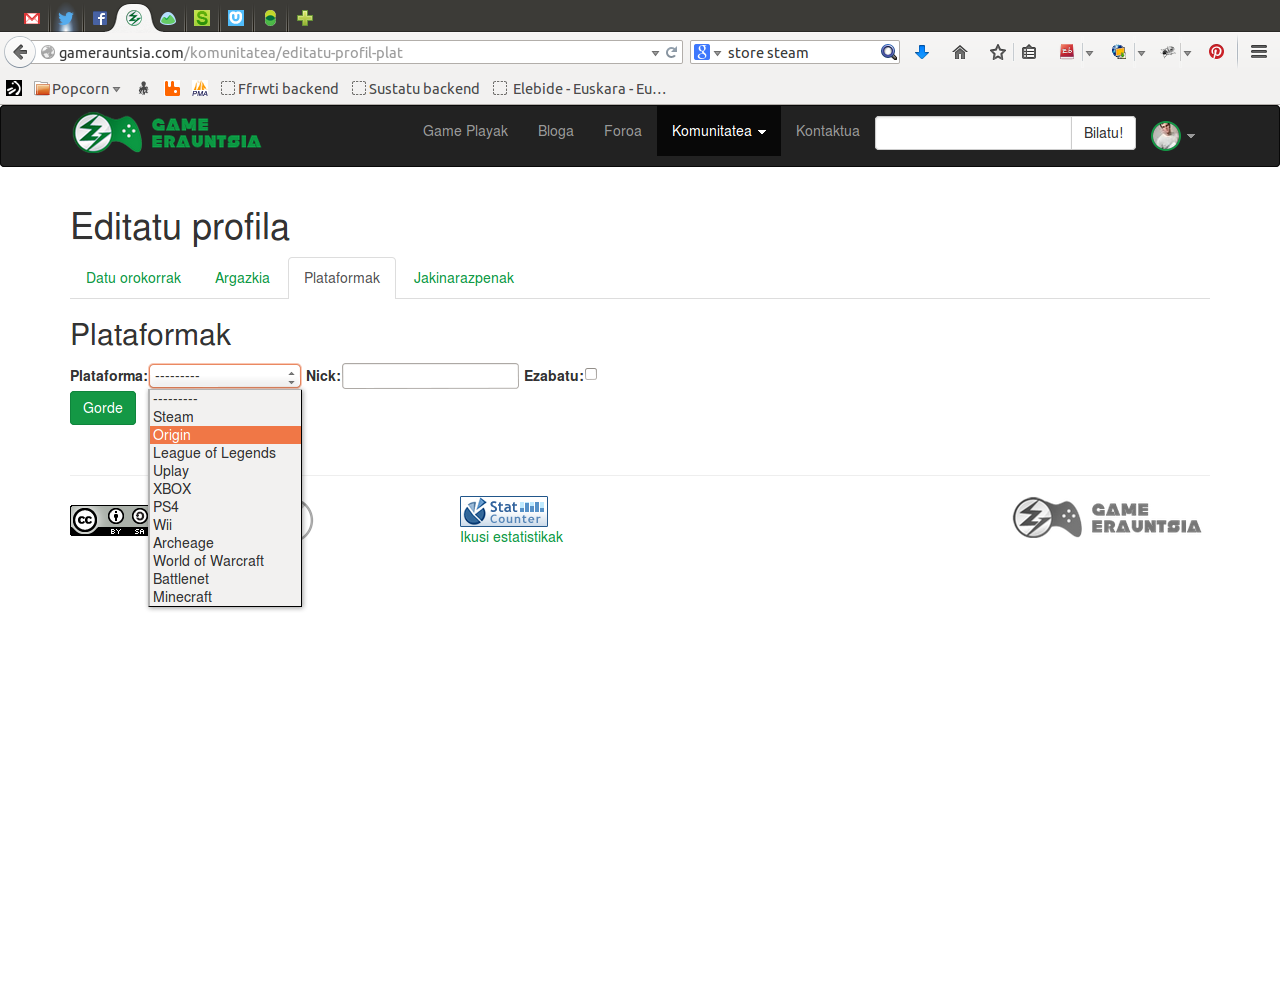 gamerauntsia.com/komunitatea/editatu-profil-plat
store steam
Popcorn
PMA
Ffrwti backend
Sustatu backend
Elebide - Euskara - Eu...
GAME
ERAUNTSIA
Game Playak
Bloga
Foroa
Komunitatea
Kontaktua
Bilatu!
Editatu profila
Datu orokorrak
Argazkia
Plataformak
Jakinarazpenak
Plataformak
Plataforma:
---------
Nick:
Ezabatu:
Gorde
---------
Steam
Origin
League of Legends
Uplay
XBOX
PS4
Wii
Archeage
World of Warcraft
Battlenet
Minecraft
cc
BY SA
Stat
Counter
Ikusi estatistikak
GAME
ERAUNTSIA